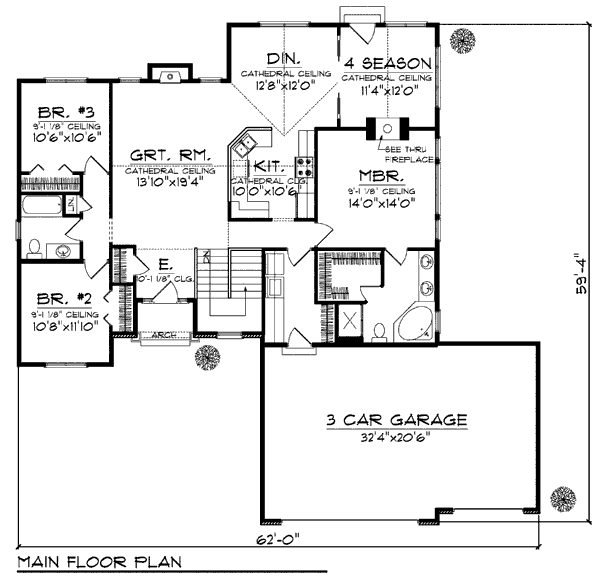 DIN.
CATHEDRAL CEILING
12'8"x12'0"
4 SEASON
CATHEDRAL CEILING
11'4"x12'0"
BR. #3
9'-1 1/8" CEILING
10'6"x10'6"
GRT. RM.
CATHEDRAL CEILING
13'10"x19'4"
KIT.
CATHEDRAL CLG.
10'0"x10'6"
SEE THRU
FIREPLACE
MBR.
9'-1 1/8" CEILING
14'0"x14'0"
LIN.
E.
10'-1 1/8" CLG.
BR. #2
9'-1 1/8" CEILING
10'8"x11'10"
ARCH
59'-4"
3 CAR GARAGE
32'4"x20'6"
62'-0"
MAIN FLOOR PLAN